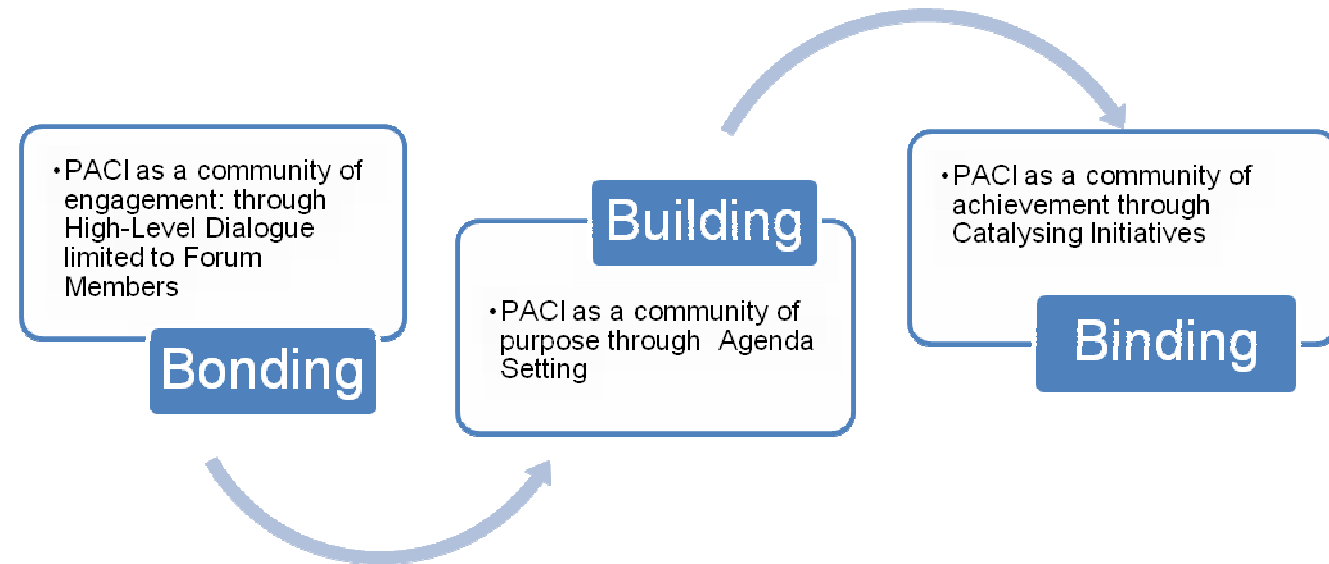 •PACI as a community of
engagement: through
High-Level Dialogue
limited to Forum
Members
Bonding
Building
•PACI as a community of
purpose through  Agenda
Setting
•PACI as a community of
achievement through
Catalysing Initiatives
Binding